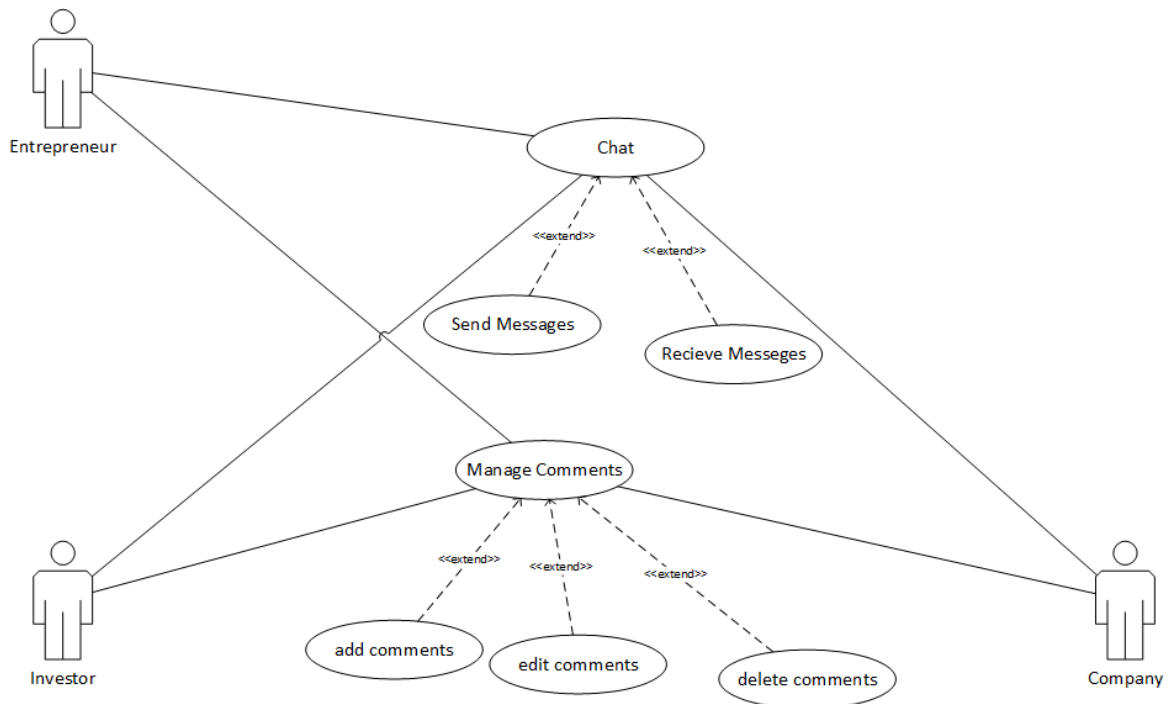 Entrepreneur
Chat
<<extend>>
<<extend>>
Send Messages
Recieve Messeges
Manage Comments
<<extend>>
<<extend>>
<<extend>>
add comments
edit comments
delete comments
Investor
Company